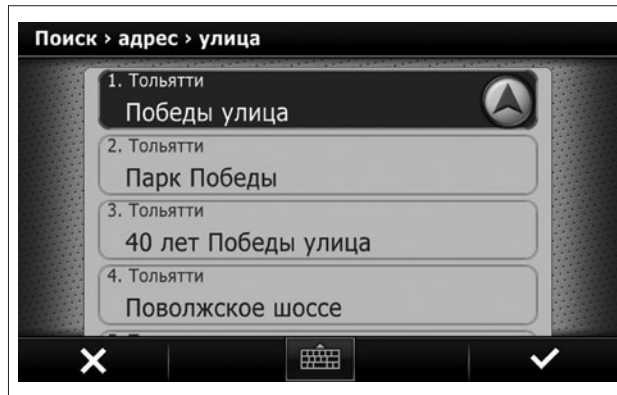 Поиск › адрес › улица
1. Тольятти
Победы улица
2. Тольятти
Парк Победы
3. Тольятти
40 лет Победы улица
4. Тольятти
Поволжское шоссе